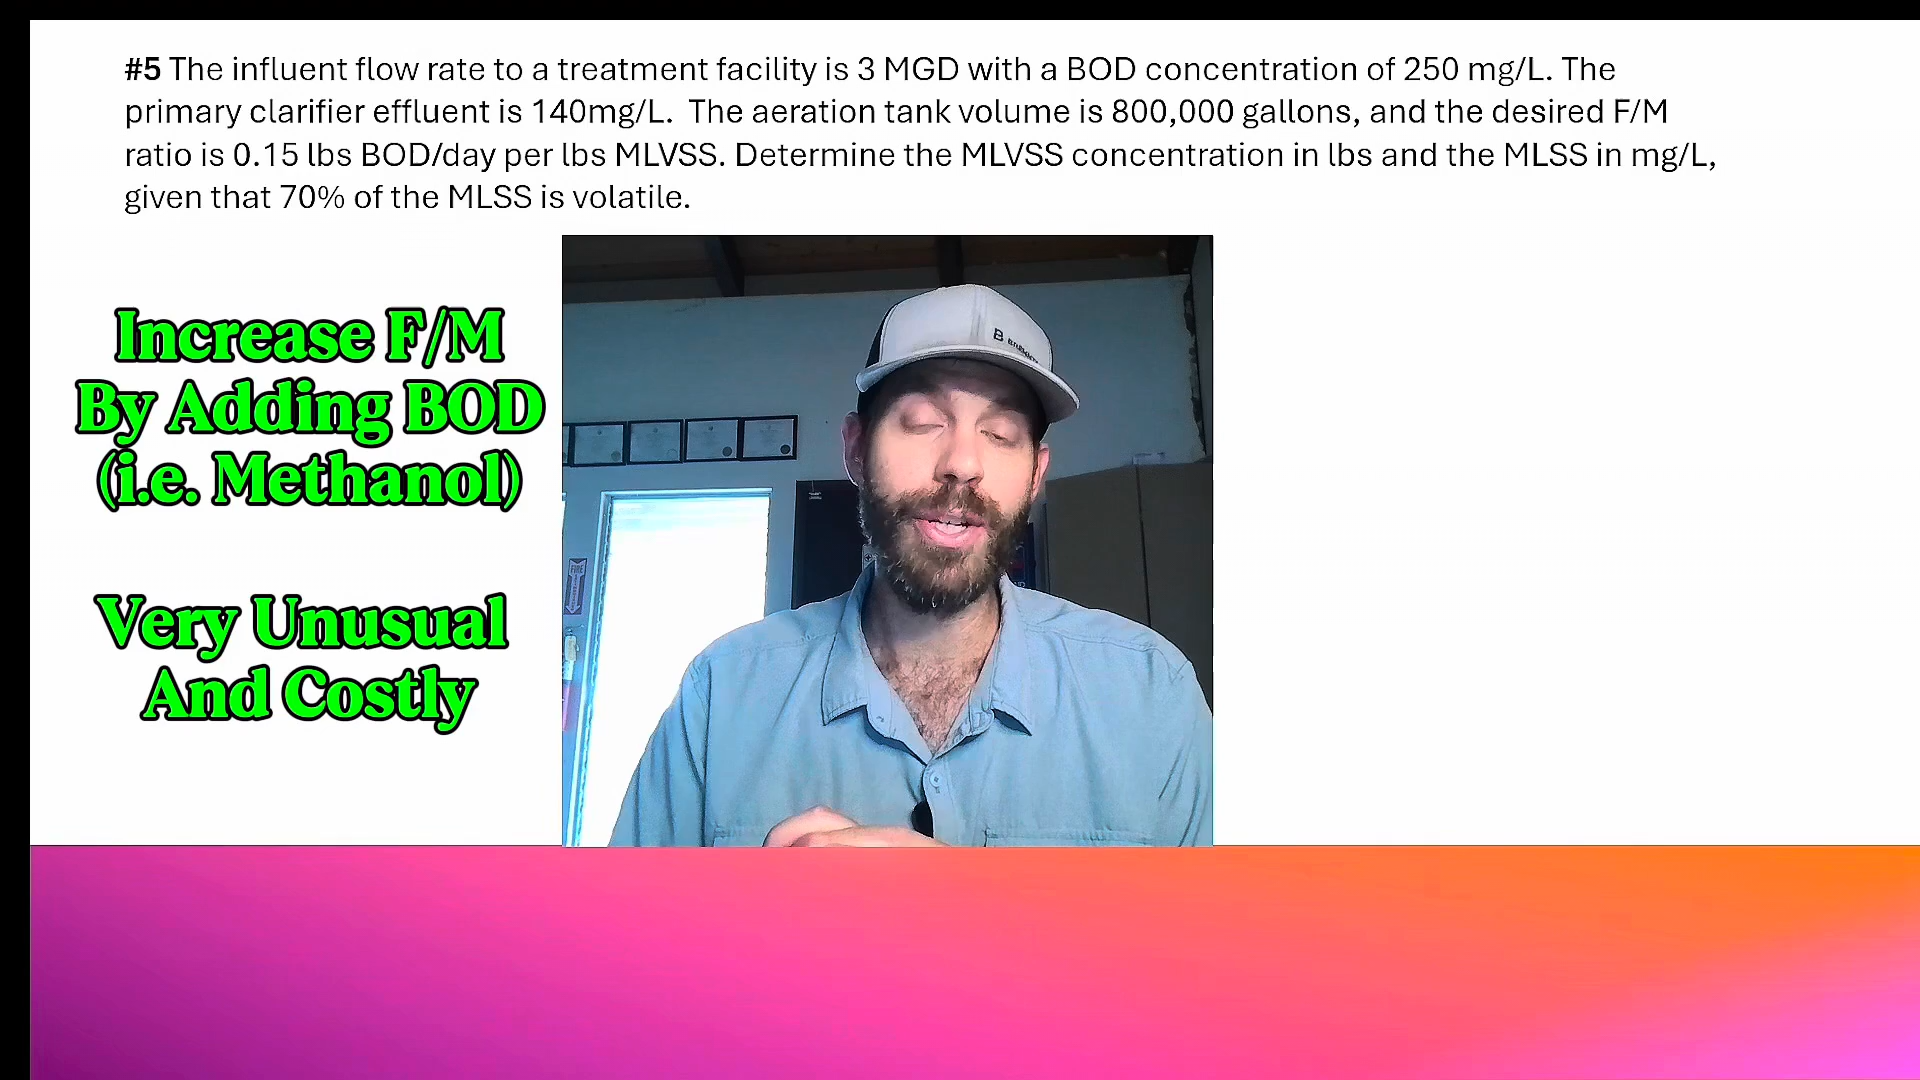 #5 The influent flow rate to a treatment facility is 3 MGD with a BOD concentration of 250 mg/L. The
primary clarifier effluent is 140mg/L. The aeration tank volume is 800,000 gallons, and the desired F/M
ratio is 0.15 lbs BOD/day per lbs MLVSS. Determine the MLVSS concentration in lbs and the MLSS in mg/L,
given that 70% of the MLSS is volatile.
Increase F/M
By Adding BOD
(i.e. Methanol)
Very Unusual
And Costly
FIRE